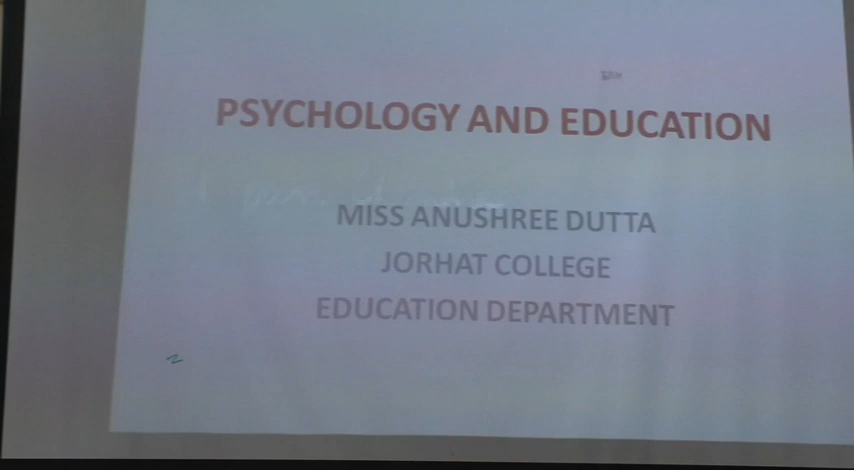 PSYCHOLOGY AND EDUCATION
MISS ANUSHREE DUTTA
JORHAT COLLEGE
EDUCATION DEPARTMENT